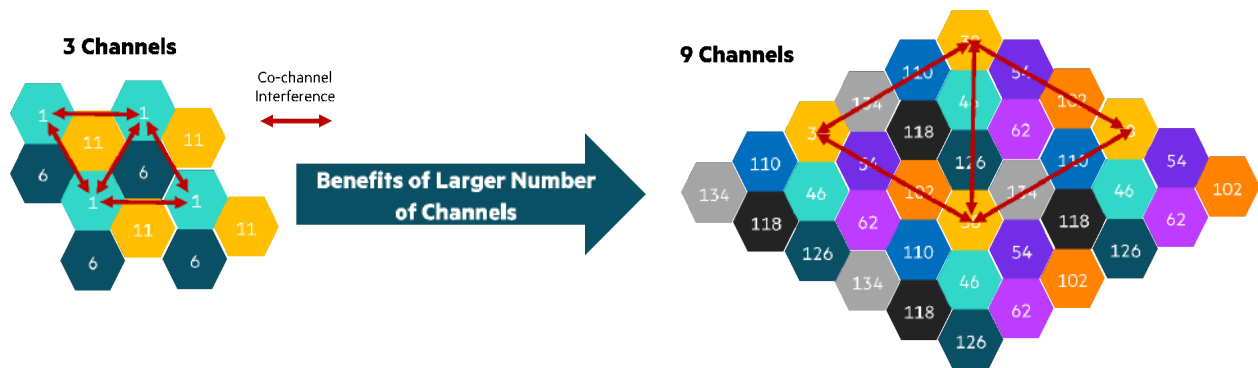 3 Channels
Co-channel
Interference
1 1
11 11
6 6
1 1
11 11
6 6
Benefits of Larger Number
of Channels
9 Channels
38
110 54
134 46 102
118 62
110 54 126 110 54
134 46 102 134 46 102
118 62 38 118 62
126 110 54 126
134 46 102
118 62
126